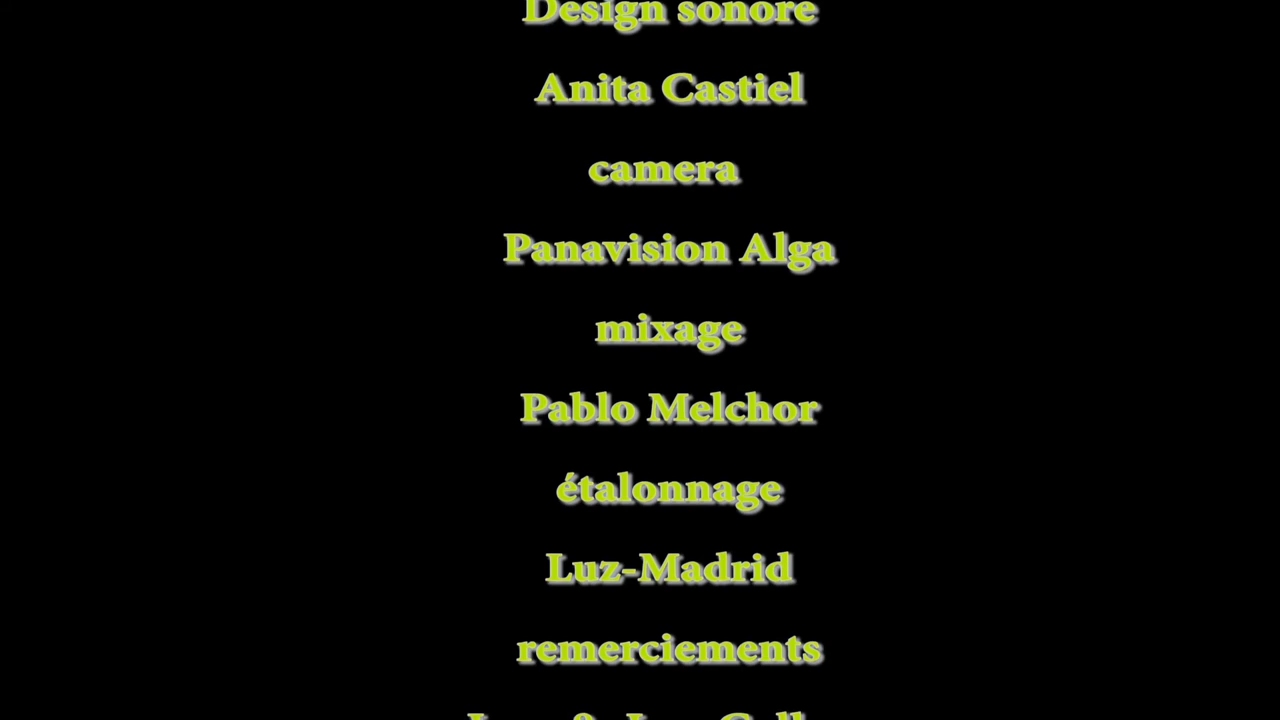 Design sonore
Anita Castiel
camera
Panavision Alga
mixage
Pablo Melchor
étalonnage
Luz-Madrid
remerciements